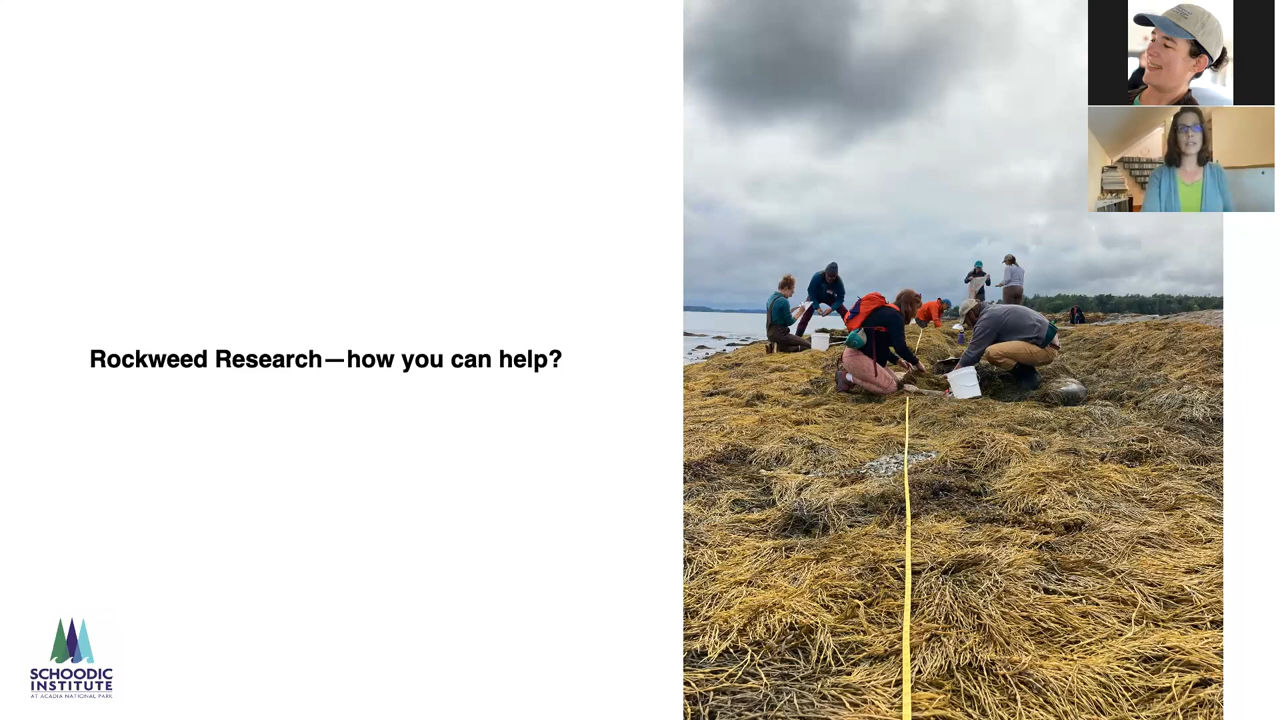 Rockweed Research—how you can help?
SCHOODIC
INSTITUTE
AT ACADIA NATIONAL PARK